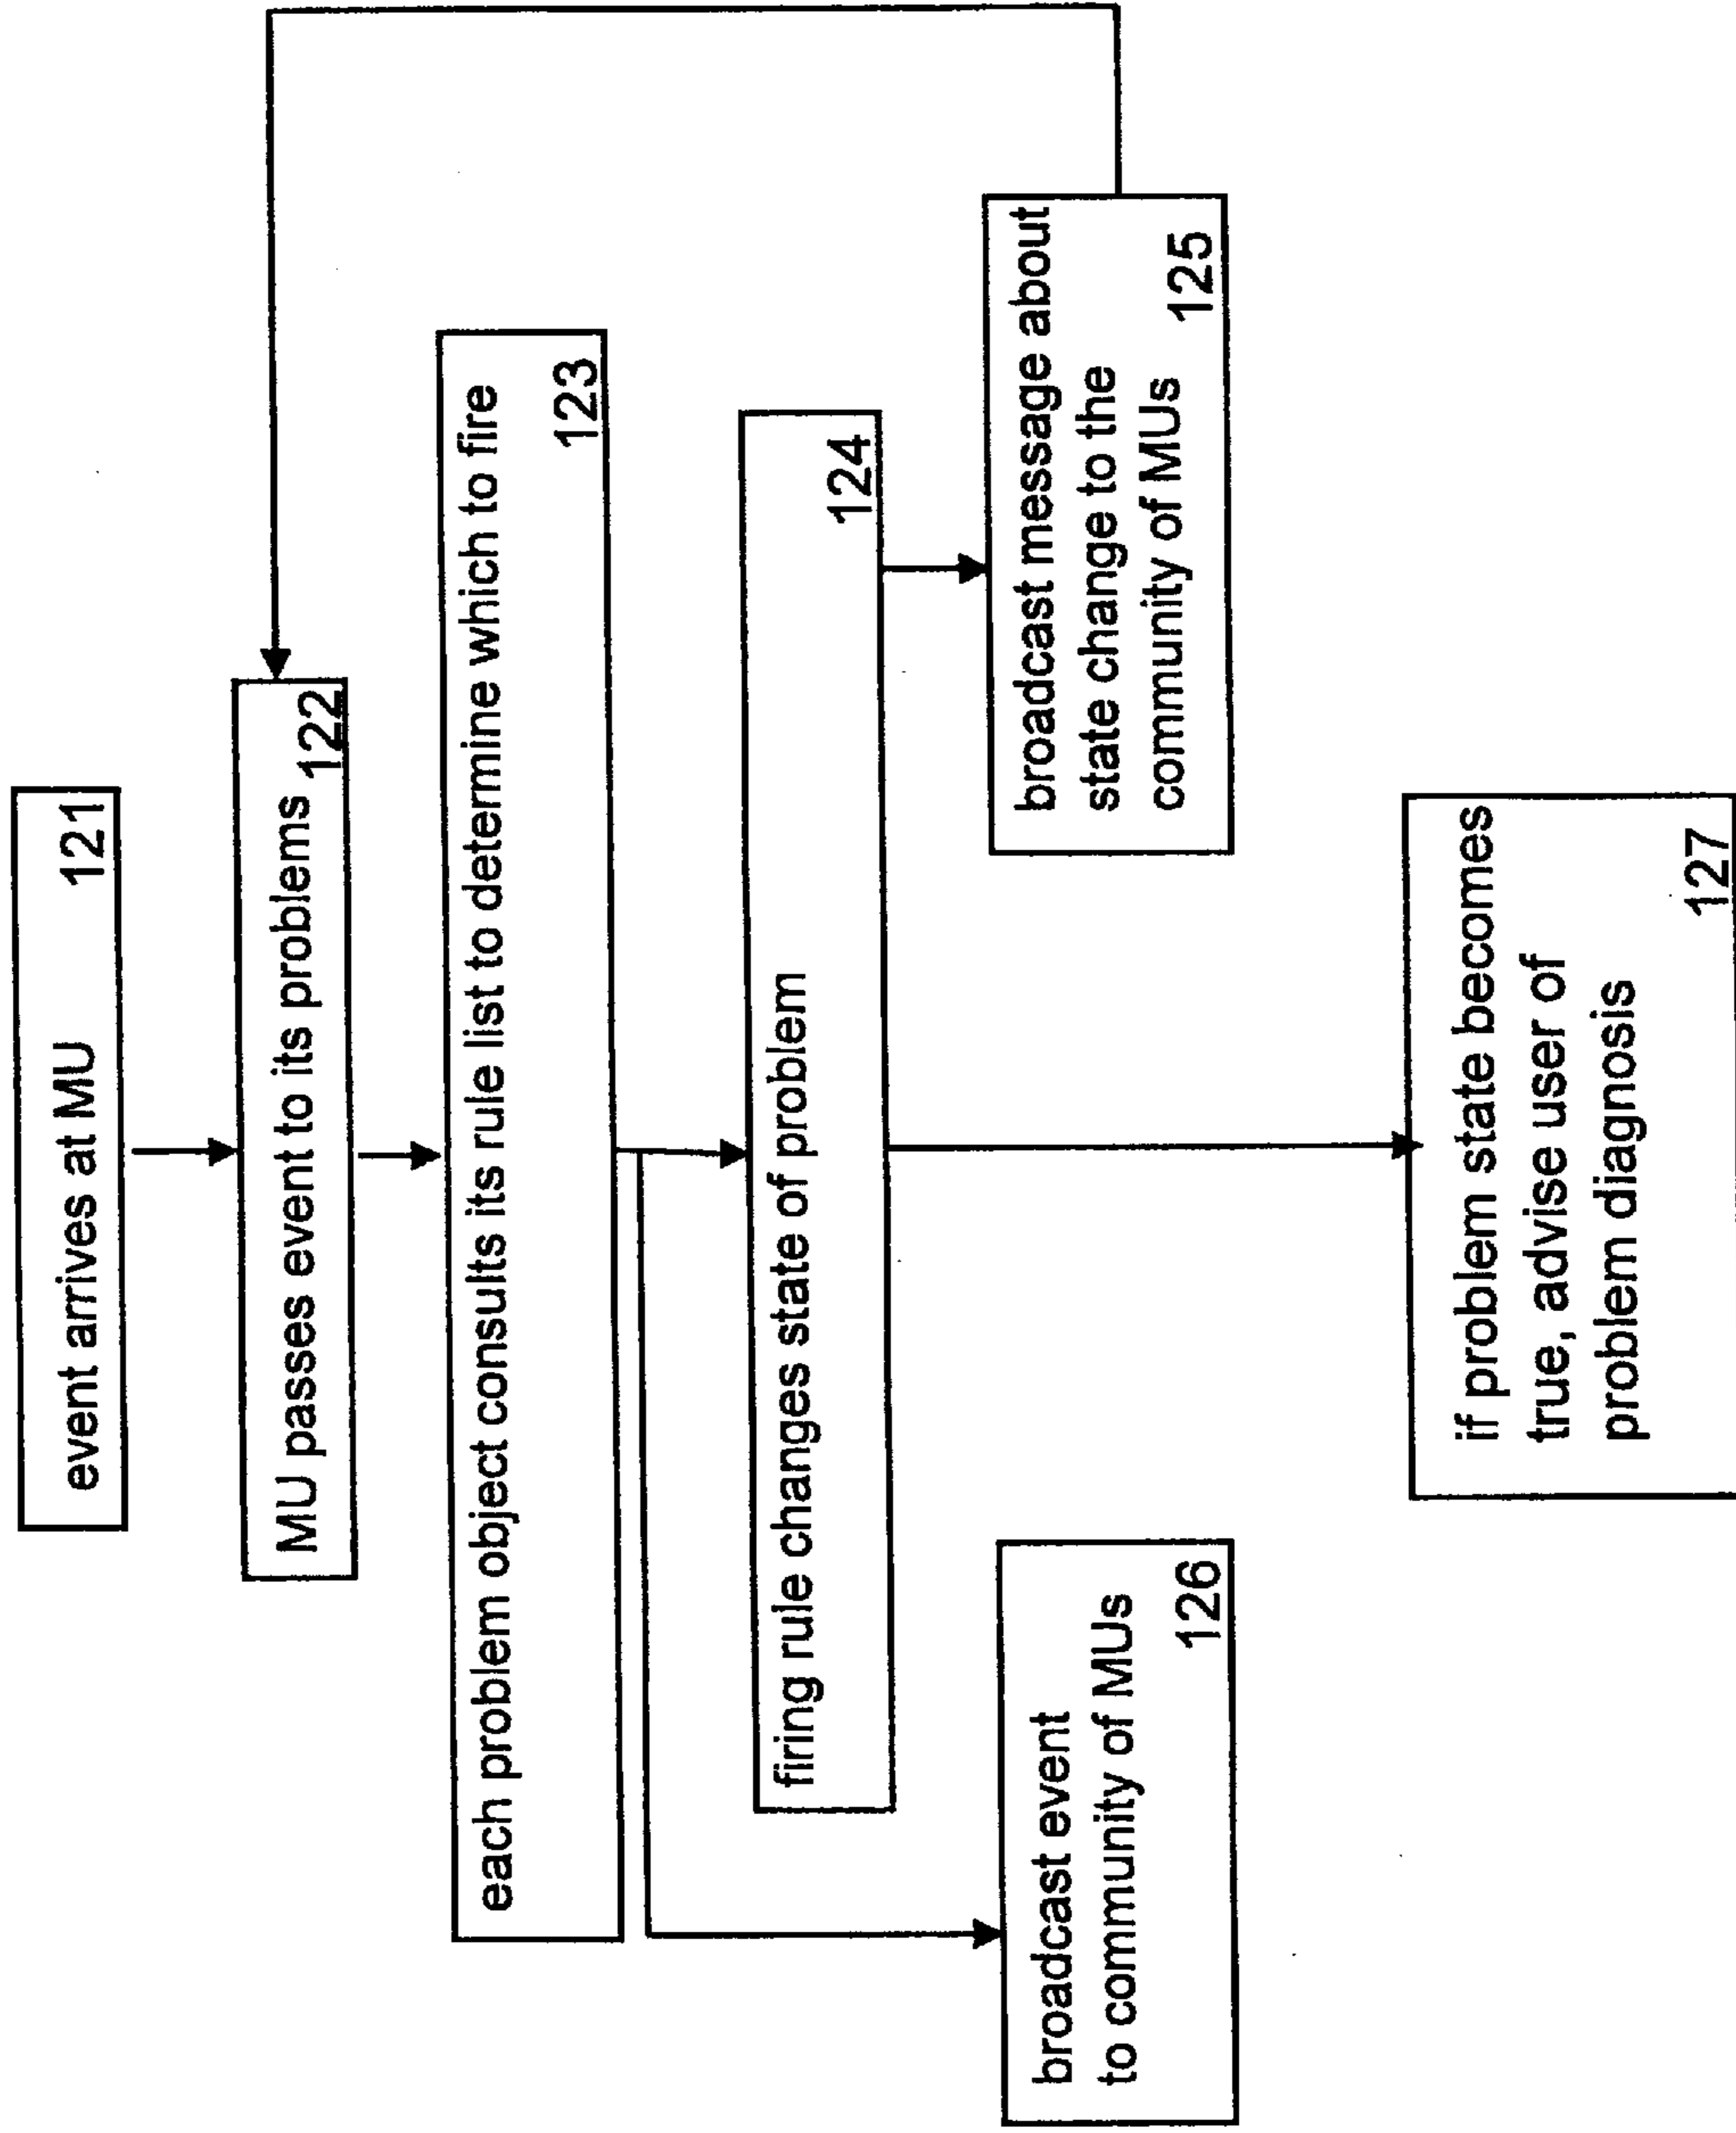 event arrives at MU 121
MU passes event to its problems 122
each problem object consults its rule list to determine which to fire
123
firing rule changes state of problem
124
broadcast event
to community of MUs
126
broadcast message about
state change to the
community of MUs
125
if problem state becomes
true, advise user of
problem diagnosis
127